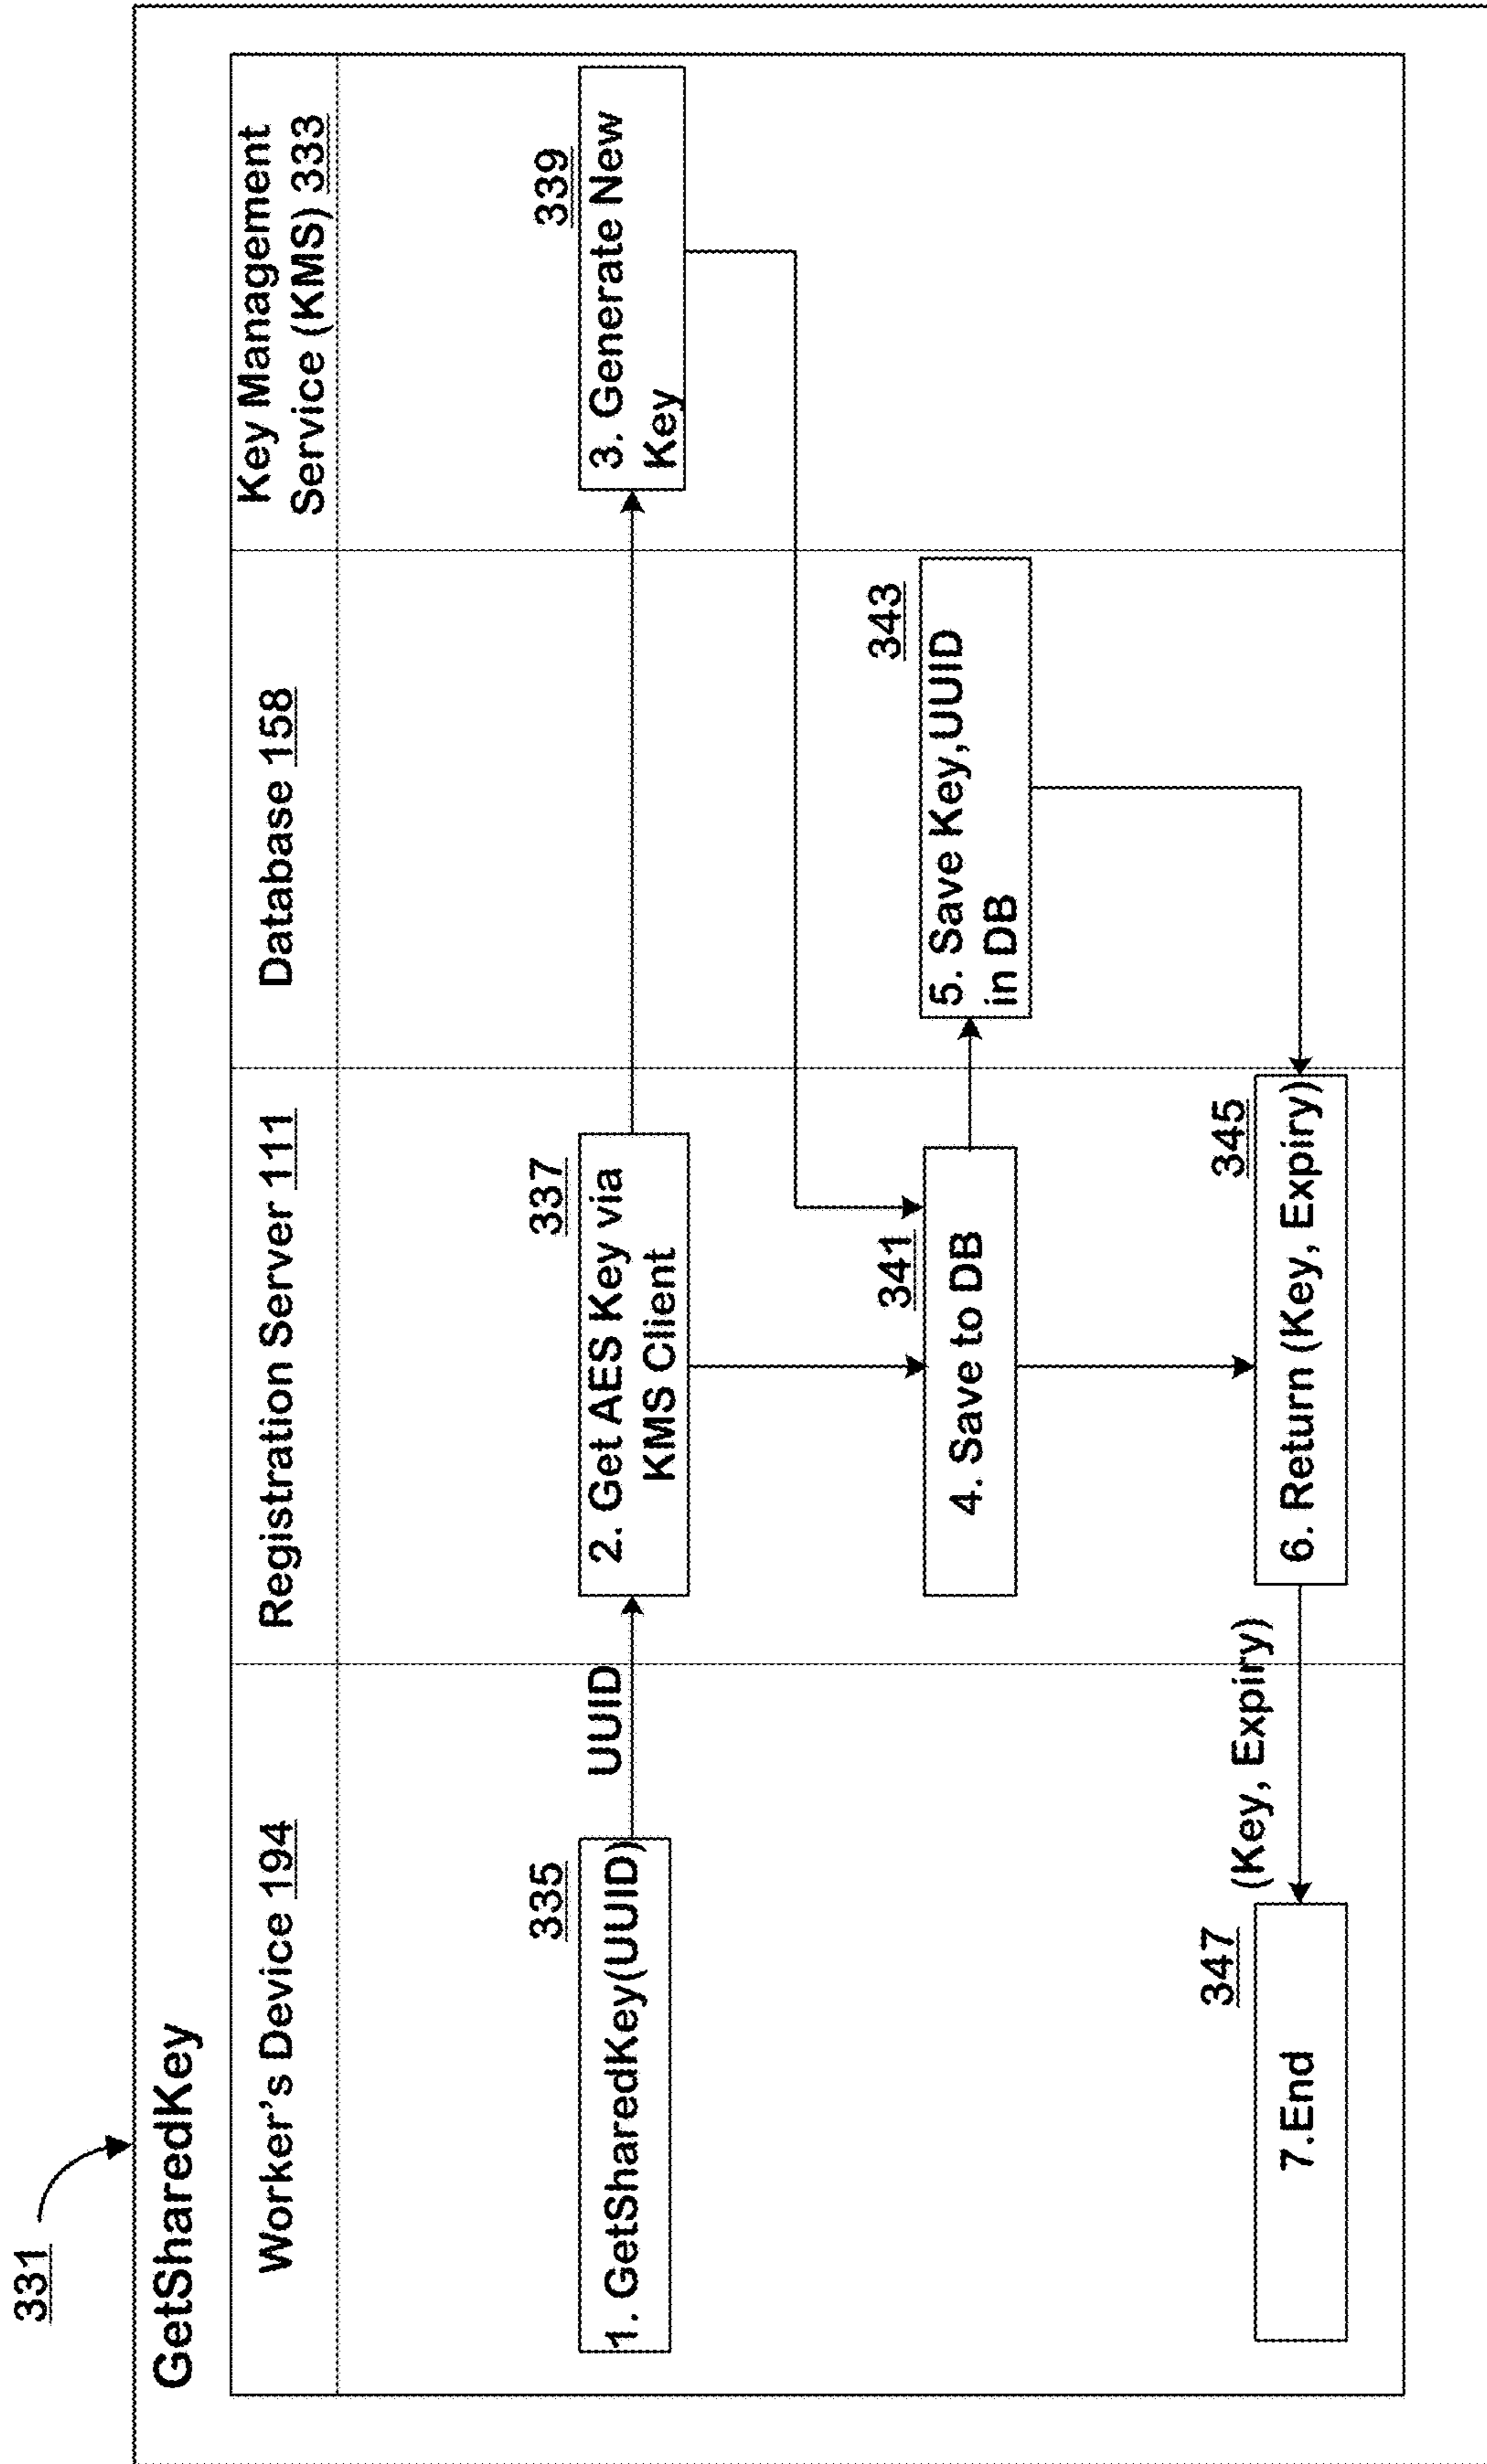 331
GetSharedKey
Worker's Device 194
Registration Server 111
Database 158
Key Management
Service (KMS) 333
335
1. GetSharedKey(UUID)
UUID
337
2. Get AES Key via
KMS Client
339
3. Generate New
Key
341
4. Save to DB
343
5. Save Key,UUID
in DB
345
6. Return (Key, Expiry)
(Key, Expiry)
347
7.End